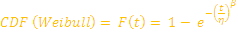 CDF (Weibull) = F(t) = 1 − e^{−(t/η)^β}